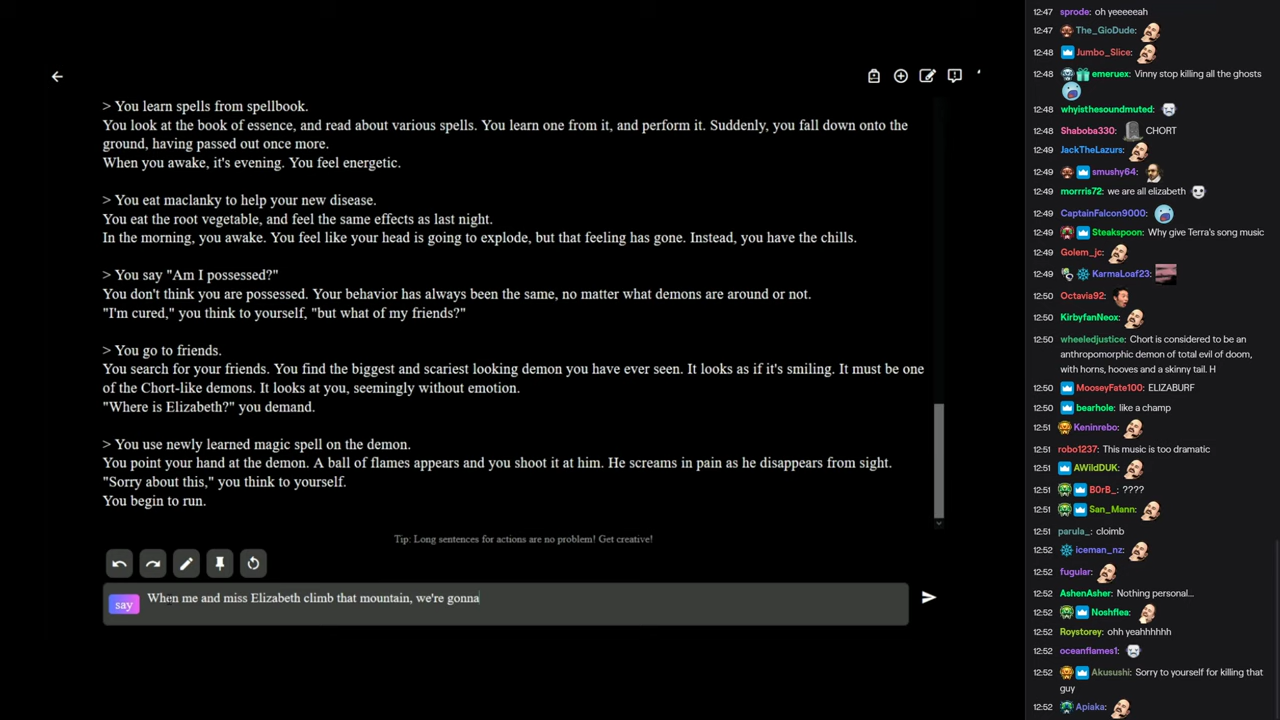 > You learn spells from spellbook.
You look at the book of essence, and read about various spells. You learn one from it, and perform it. Suddenly, you fall down onto the
ground, having passed out once more.
When you awake, it's evening. You feel energetic.
> You eat maclanky to help your new disease.
You eat the root vegetable, and feel the same effects as last night.
In the morning, you awake. You feel like your head is going to explode, but that feeling has gone. Instead, you have the chills.
> You say "Am I possessed?"
You don't think you are possessed. Your behavior has always been the same, no matter what demons are around or not.
"I'm cured," you think to yourself, "but what of my friends?"
> You go to friends.
You search for your friends. You find the biggest and scariest looking demon you have ever seen. It looks as if it's smiling. It must be one
of the Chort-like demons. It looks at you, seemingly without emotion.
"Where is Elizabeth?" you demand.
> You use newly learned magic spell on the demon.
You point your hand at the demon. A ball of flames appears and you shoot it at him. He screams in pain as he disappears from sight.
"Sorry about this," you think to yourself.
You begin to run.
Tip: Long sentences for actions are no problem! Get creative!
say When me and miss Elizabeth climb that mountain, we're gonna
12:47 sprode: oh yeeeeeah
12:47 The_GioDude:
12:48 Jumbo_Slice:
12:48 emeruex: Vinny stop killing all the ghosts
12:48 whyisthesoundmuted:
12:48 Shaboba330: CHORT
12:49 JackTheLazurs:
12:49 smushy64:
12:49 morrris72: we are all elizabeth
12:49 CaptainFalcon9000:
12:49 Steakspoon: Why give Terra's song music
12:49 Golem_jc:
12:49 KarmaLoaf23:
12:50 Octavia92:
12:50 KirbyfanNeox:
12:50 wheeledjustice: Chort is considered to be an
anthropomorphic demon of total evil of doom,
with horns, hooves and a skinny tail. H
12:50 MooseyFate100: ELIZABURF
12:50 bearhole: like a champ
12:51 Keninrebo:
12:51 robo1237: This music is too dramatic
12:51 AWildDUK:
12:51 B0rB_: ????
12:51 San_Mann:
12:51 parula_: cloimb
12:52 iceman_nz:
12:52 fugular:
12:52 AshenAsher: Nothing personal...
12:52 Noshflea:
12:52 Roystorey: ohh yeahhhhhh
12:52 oceanflames1:
12:52 Akusushi: Sorry to yourself for killing that
guy
12:52 Apiaka: